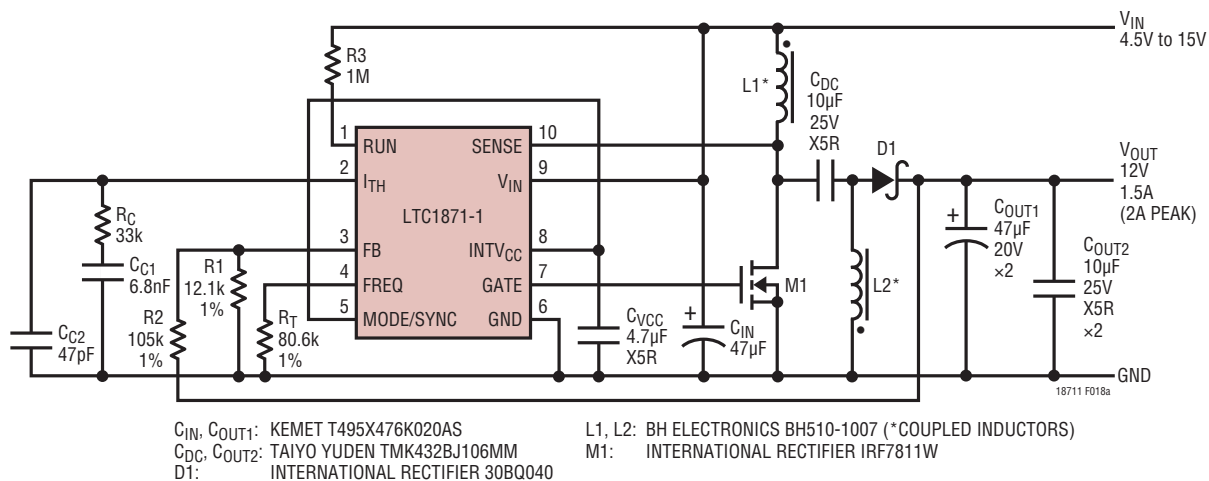 VIN
4.5V to 15V
R3
1M
L1*
CDC
10µF
25V
X5R
D1
VOUT
12V
1.5A
(2A PEAK)
1
RUN
SENSE
10
2
ITH
VIN
9
LTC1871-1
3
FB
INTVCC
8
4
FREQ
GATE
7
5
MODE/SYNC
GND
6
RC
33k
CC1
6.8nF
CC2
47pF
R1
12.1k
1%
R2
105k
1%
RT
80.6k
1%
CVCC
4.7µF
X5R
+
CIN
47µF
M1
L2*
+
COUT1
47µF
20V
×2
COUT2
10µF
25V
X5R
×2
GND
18711 F018a
CIN, COUT1: KEMET T495X476K020AS
CDC, COUT2: TAIYO YUDEN TMK432BJ106MM
D1: INTERNATIONAL RECTIFIER 30BQ040
L1, L2: BH ELECTRONICS BH510-1007 (*COUPLED INDUCTORS)
M1: INTERNATIONAL RECTIFIER IRF7811W